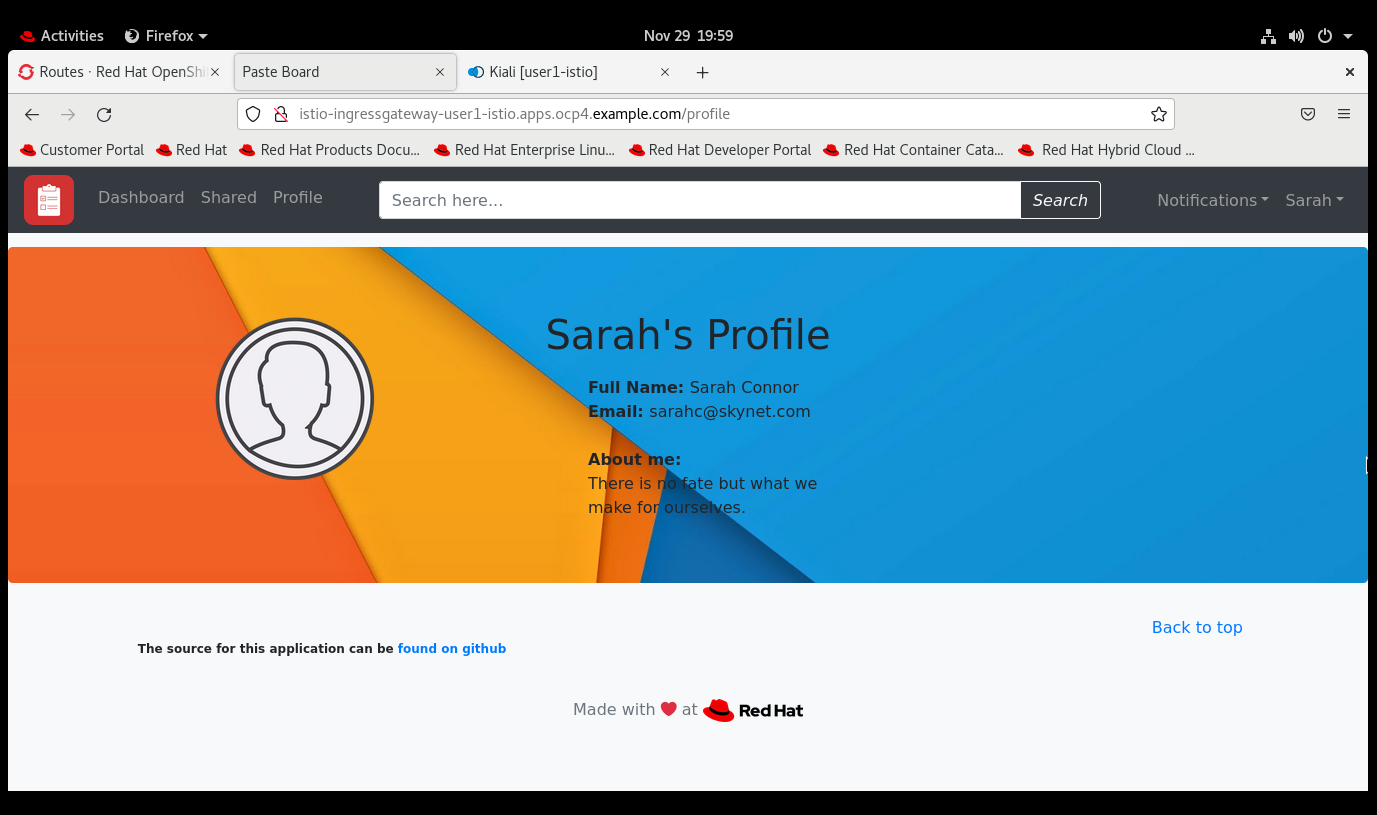 Activities Firefox Nov 29 19:59
Routes · Red Hat OpenShi Paste Board Kiali [user1-istio]
istio-ingressgateway-user1-istio.apps.ocp4.example.com/profile
Customer Portal Red Hat Red Hat Products Docu... Red Hat Enterprise Linu... Red Hat Developer Portal Red Hat Container Cata... Red Hat Hybrid Cloud ...
Dashboard Shared Profile Search here... Search Notifications Sarah
Sarah's Profile
Full Name: Sarah Connor
Email: sarahc@skynet.com
About me:
There is no fate but what we
make for ourselves.
Back to top
The source for this application can be found on github
Made with ❤ at Red Hat